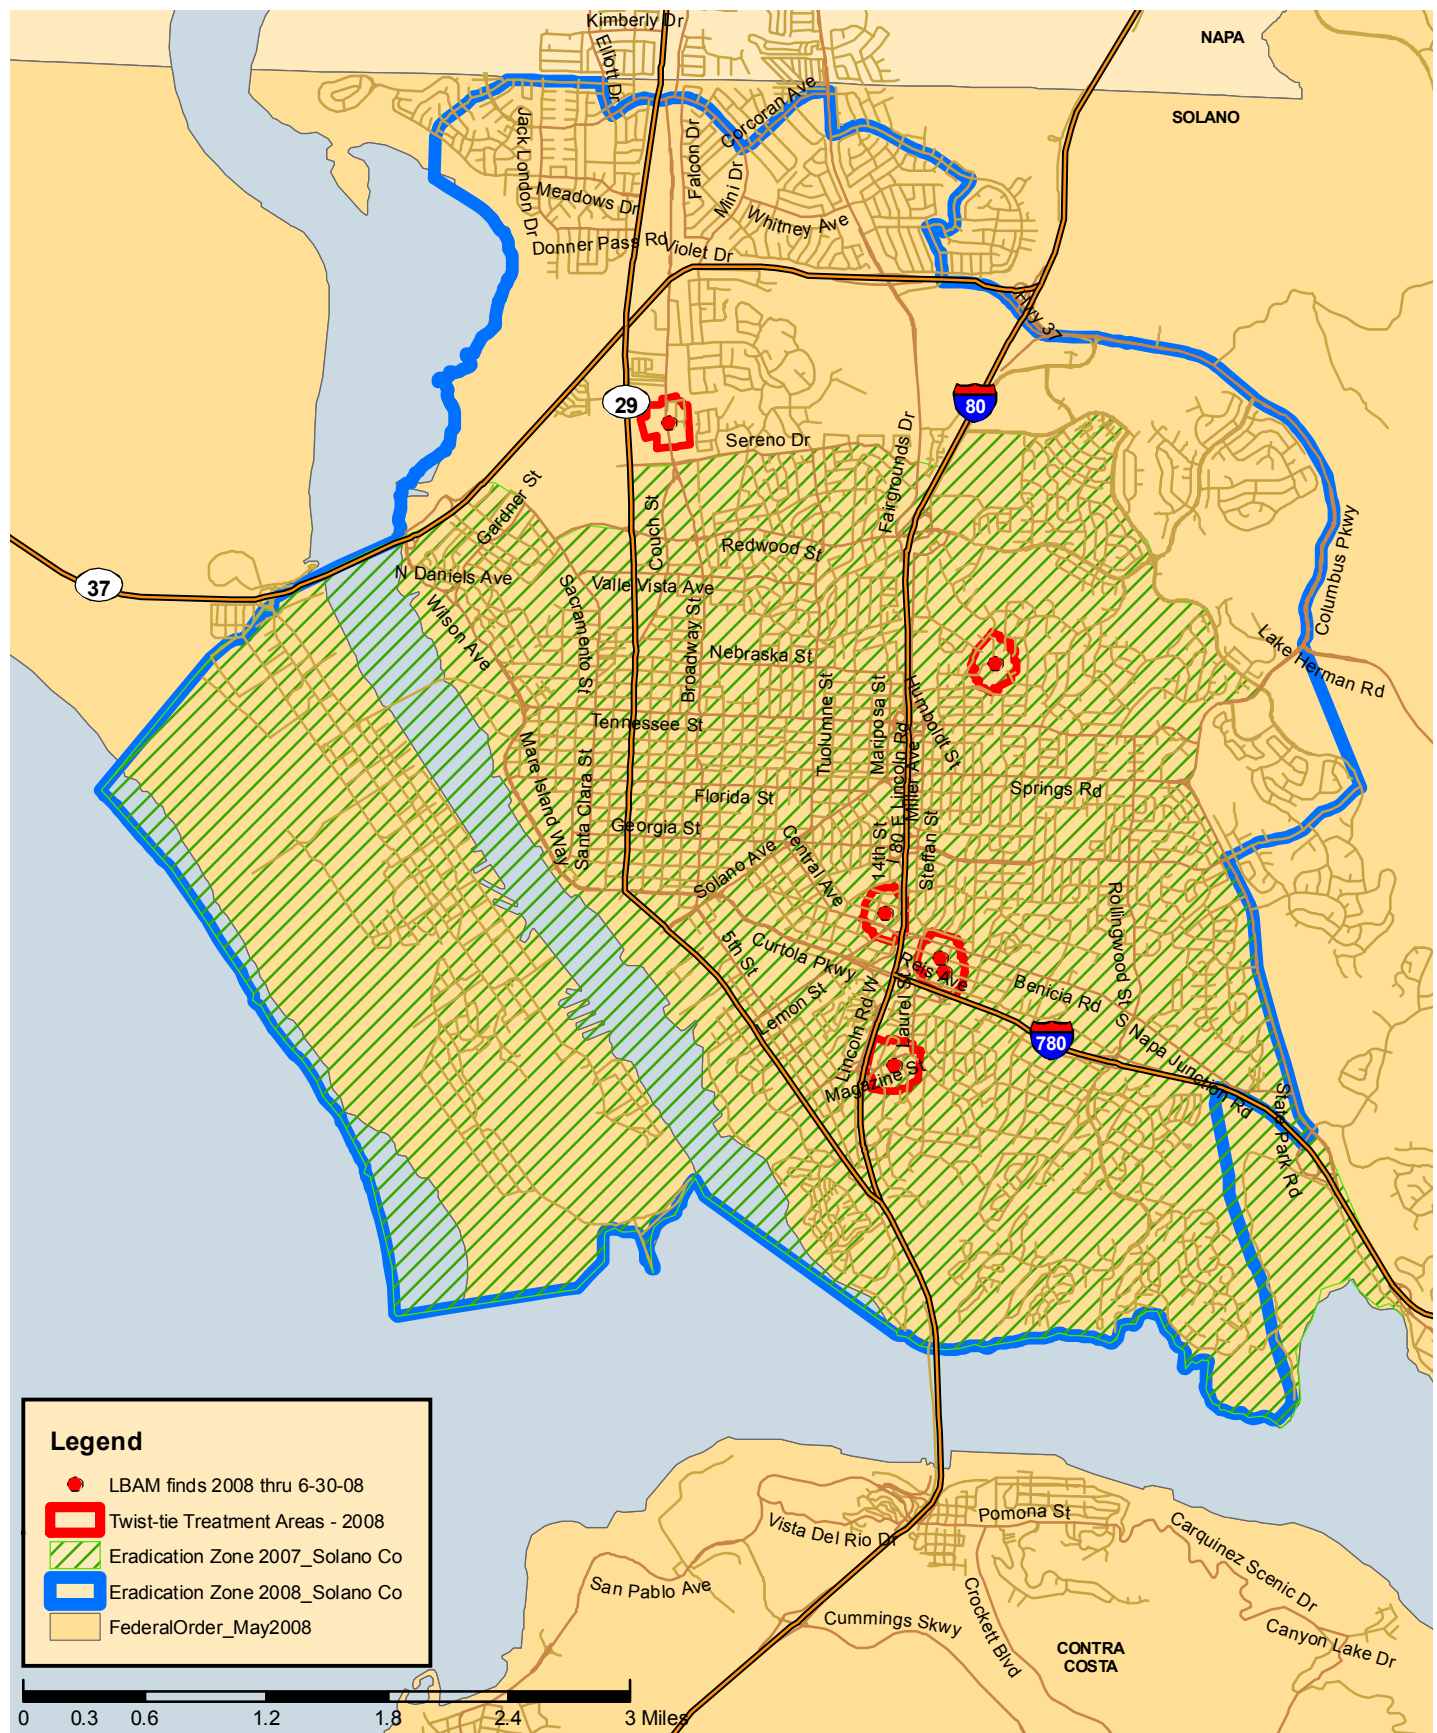 Kimberly Dr
NAPA
Elliott Dr
SOLANO
Corcoran Ave
Jack London Dr
Falcon Dr
Mini Dr
Meadows Dr
Whitney Ave
Donner Pass Rd
Violet Dr
Hwy 37
29
80
Sereno Dr
Fairgrounds Dr
Gardner St
Couch St
Redwood St
Columbus Pkwy
37
N Daniels Ave
Valle Vista Ave
Wilson Ave
Sacramento St
Broadway St
Nebraska St
Lake Herman Rd
Tuolumne St
Mariposa St
Humboldt St
Tennessee St
Mare Island Way
Santa Clara St
I 80 E Lincoln Rd
Miller Ave
Springs Rd
Florida St
Georgia St
Solano Ave
Central Ave
14th St
Steffan St
Rollingwood St
5th St
Curtola Pkwy
Reis Ave
Benicia Rd
Lemon St
Lincoln Rd W
Laurel St
780
S Napa Junction Rd
Magazine St
State Park Rd
Legend
LBAM finds 2008 thru 6-30-08
Twist-tie Treatment Areas - 2008
Eradication Zone 2007_Solano Co
Eradication Zone 2008_Solano Co
FederalOrder_May2008
Pomona St
Vista Del Rio Dr
Carquinez Scenic Dr
San Pablo Ave
Crockett Blvd
Cummings Skwy
Canyon Lake Dr
CONTRA
COSTA
0 0.3 0.6 1.2 1.8 2.4 3 Miles